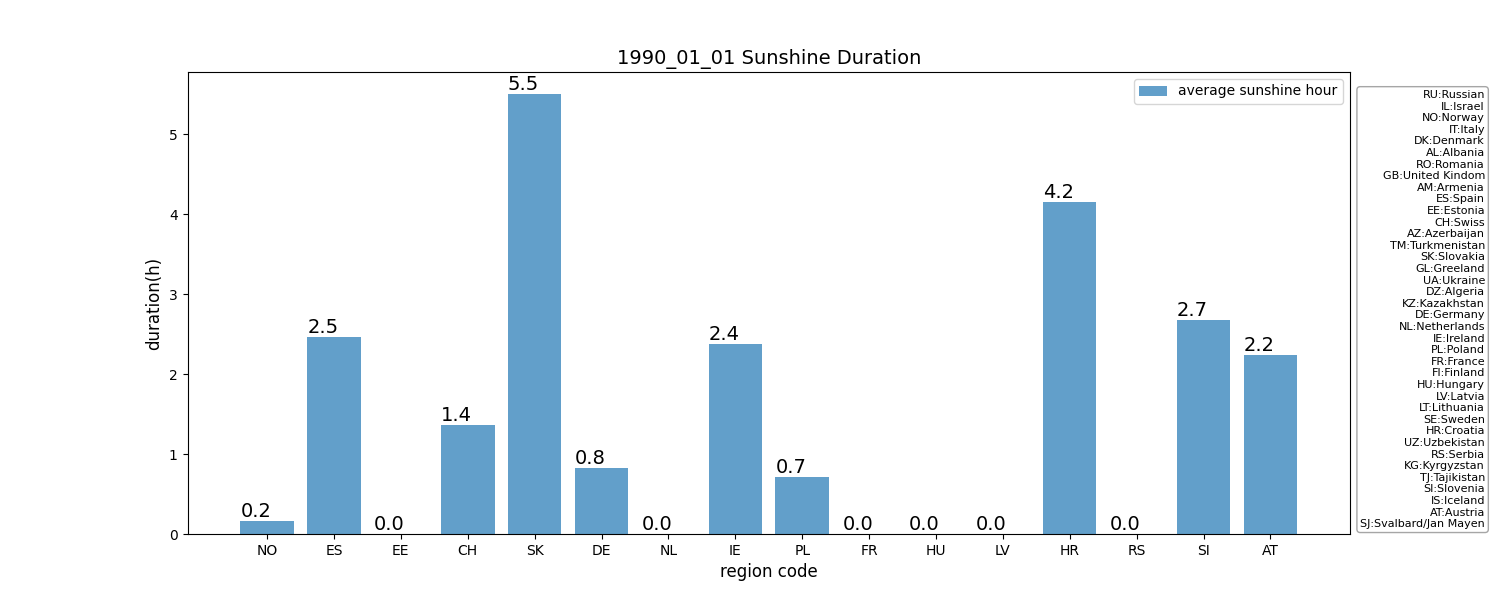 1990_01_01 Sunshine Duration
average sunshine hour
duration(h)
5
4
3
2
1
0
0.2
2.5
0.0
1.4
5.5
0.8
0.0
2.4
0.7
0.0
0.0
0.0
4.2
0.0
2.7
2.2
NO ES EE CH SK DE NL IE PL FR HU LV HR RS SI AT
region code
RU:Russian
IL:Israel
NO:Norway
IT:Italy
DK:Denmark
AL:Albania
RO:Romania
GB:United Kindom
AM:Armenia
ES:Spain
EE:Estonia
CH:Swiss
AZ:Azerbaijan
TM:Turkmenistan
SK:Slovakia
GL:Greeland
UA:Ukraine
DZ:Algeria
KZ:Kazakhstan
DE:Germany
NL:Netherlands
IE:Ireland
PL:Poland
FR:France
FI:Finland
HU:Hungary
LV:Latvia
LT:Lithuania
SE:Sweden
HR:Croatia
UZ:Uzbekistan
RS:Serbia
KG:Kyrgyzstan
TJ:Tajikistan
SI:Slovenia
IS:Iceland
AT:Austria
SJ:Svalbard/Jan Mayen